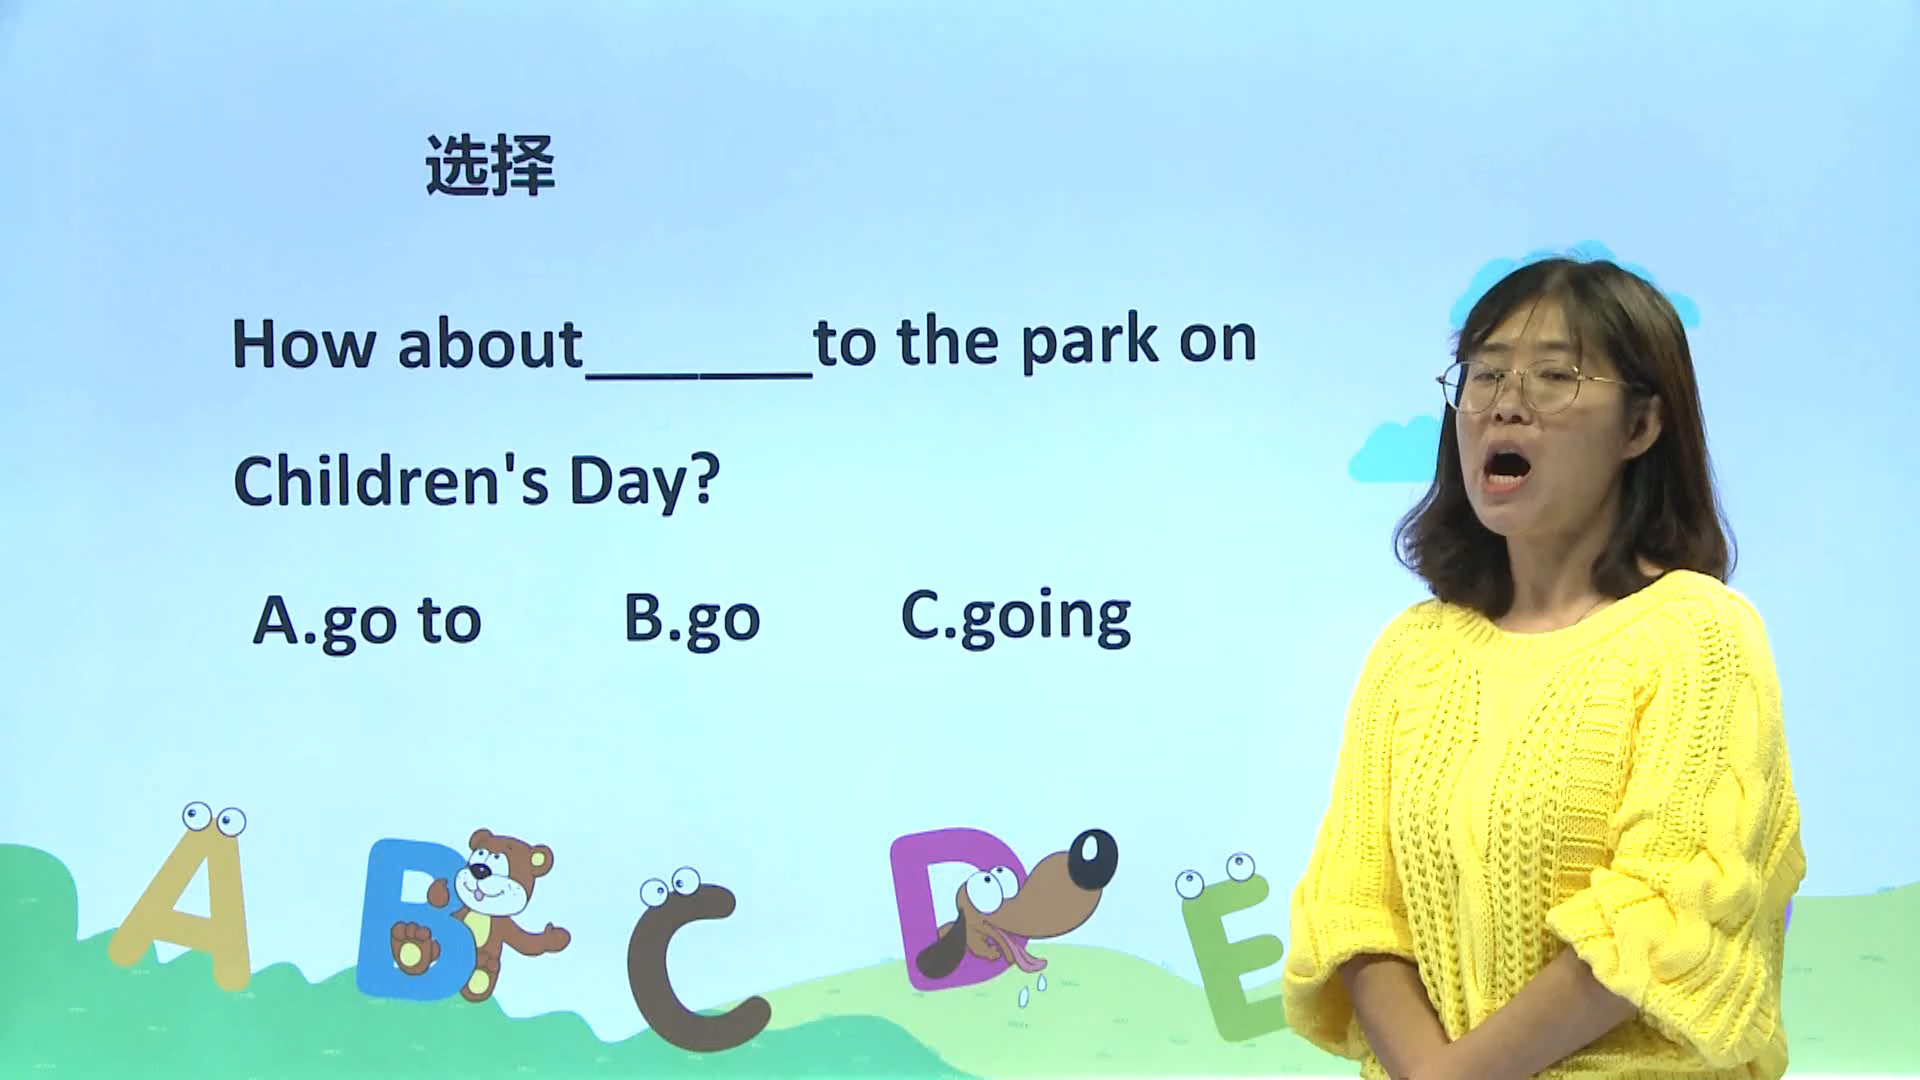 选择
How about_______to the park on
Children's Day?
A.go to B.go C.going
A B C D E